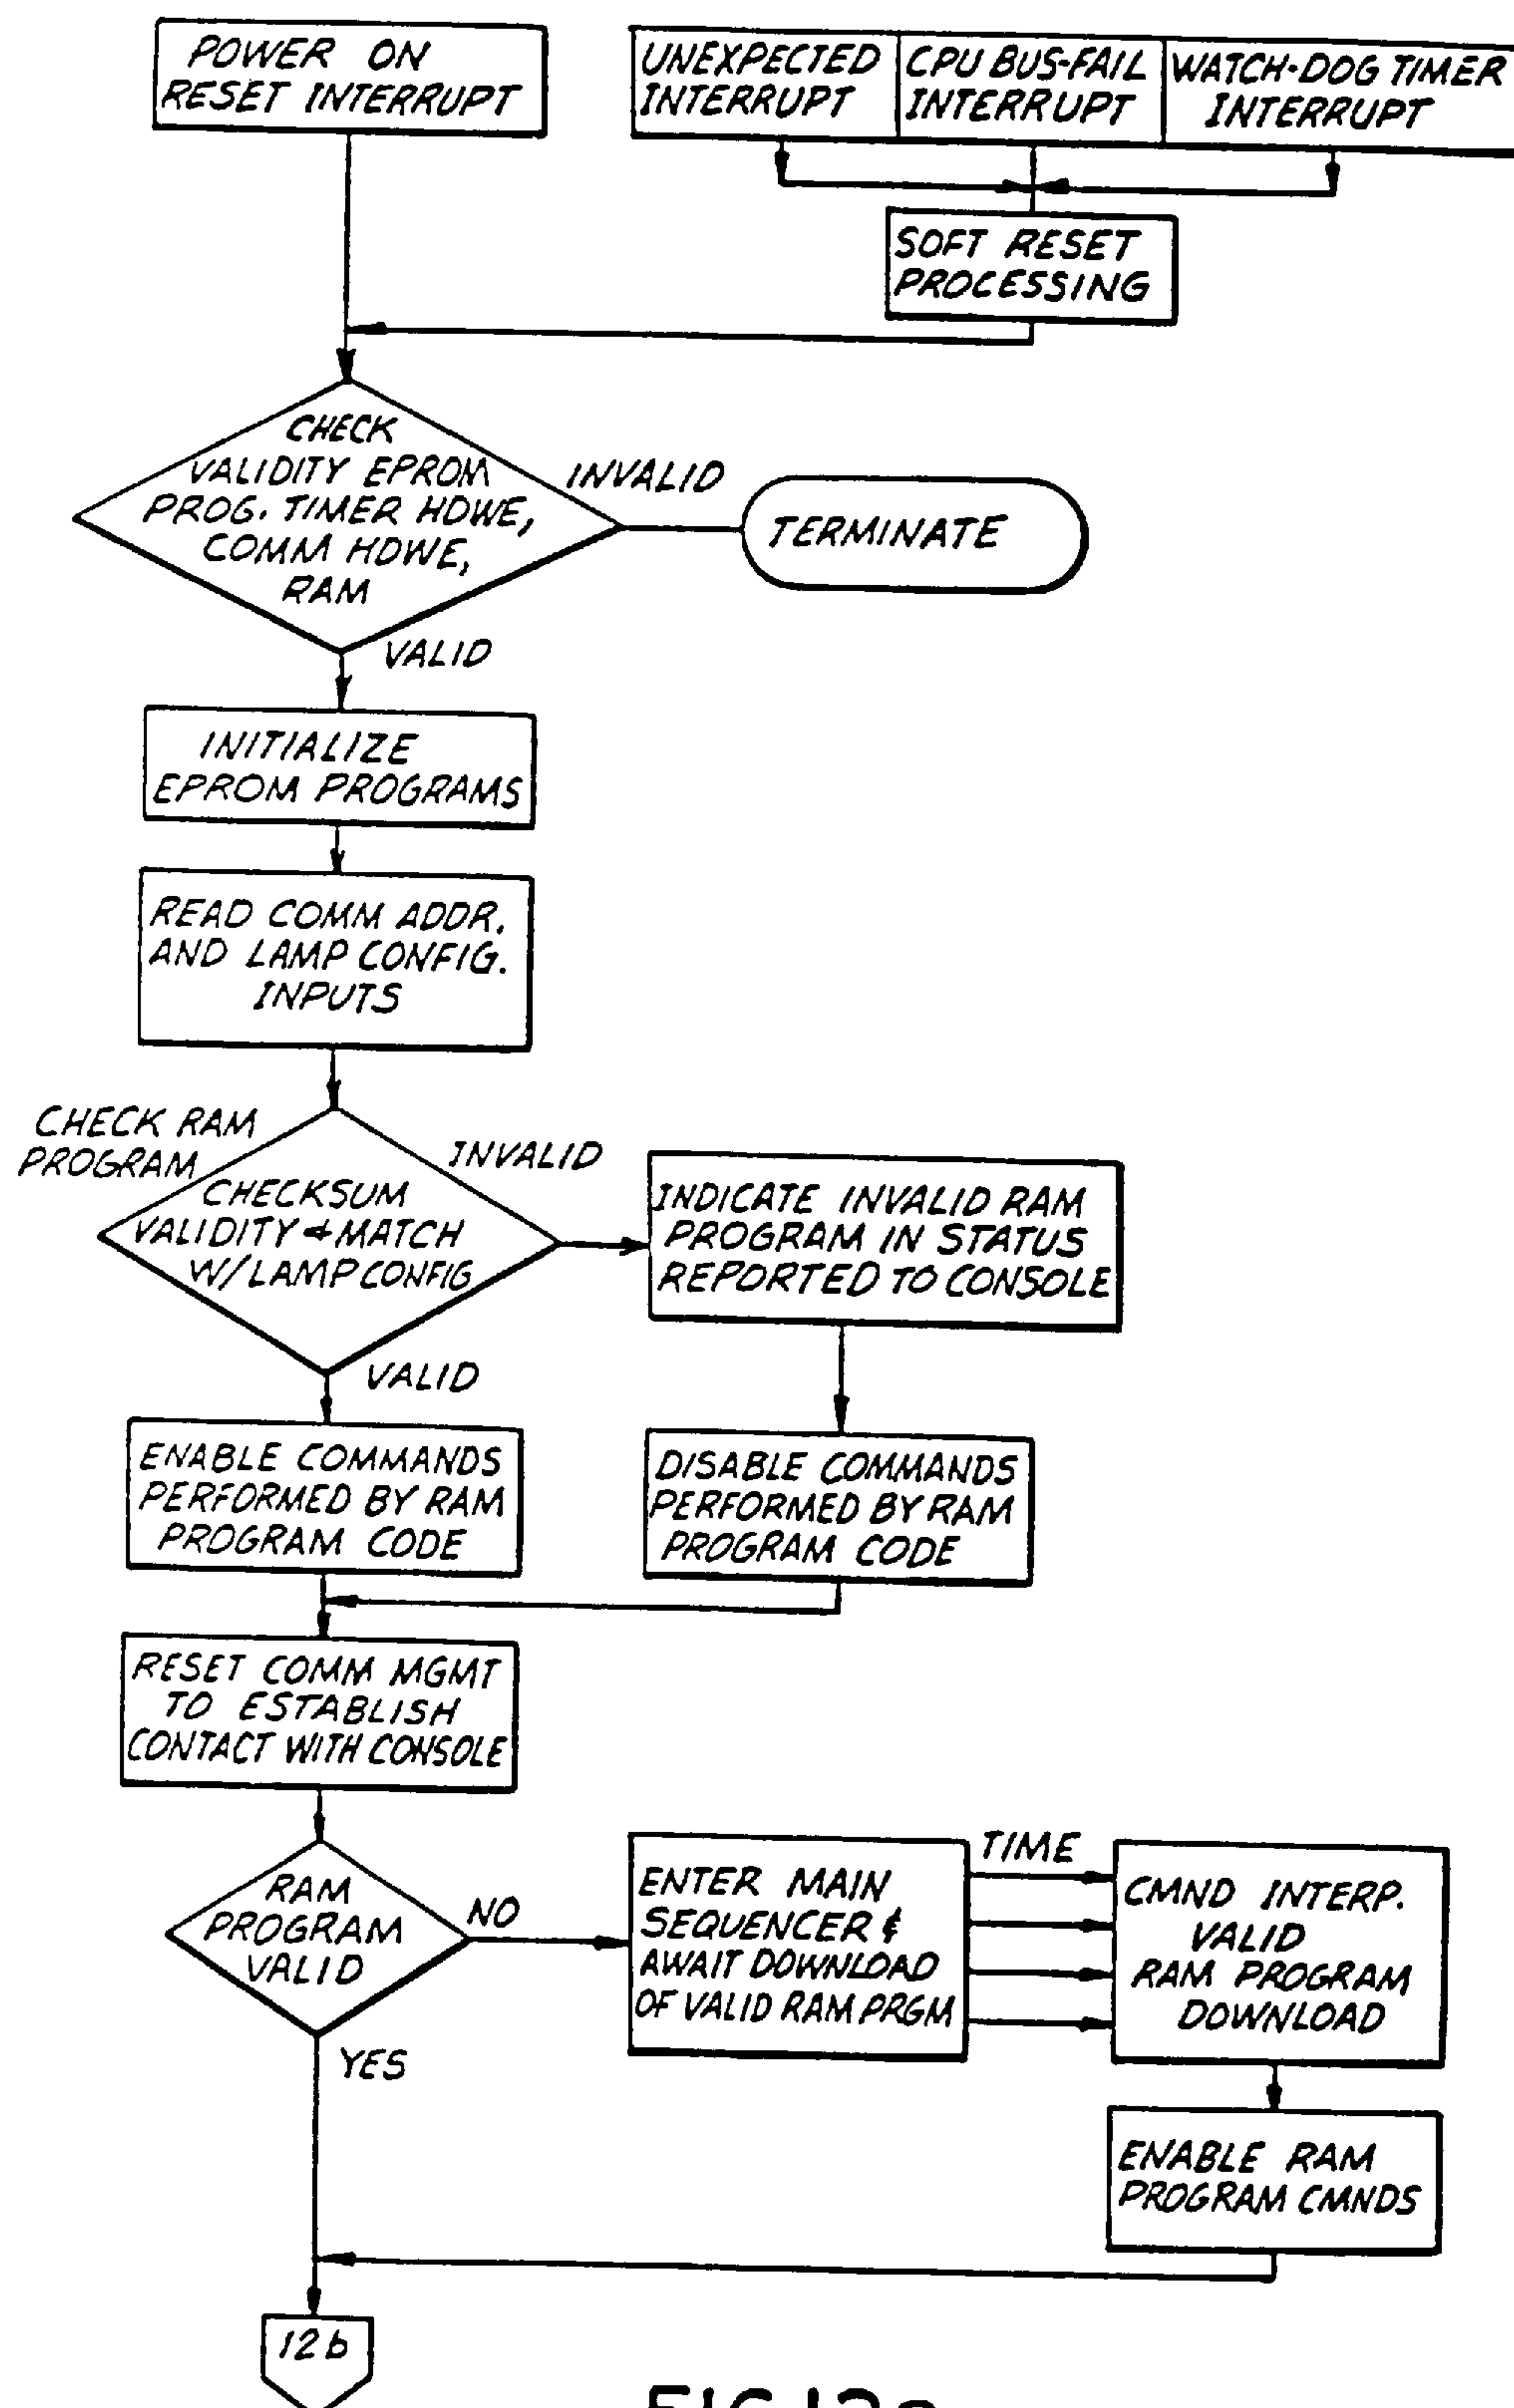 POWER ON
RESET INTERRUPT
UNEXPECTED
INTERRUPT
CPU BUS-FAIL
INTERRUPT
WATCH-DOG TIMER
INTERRUPT
SOFT RESET
PROCESSING
CHECK
VALIDITY EPROM
PROG. TIMER HDWE,
COMM HDWE,
RAM
INVALID
TERMINATE
VALID
INITIALIZE
EPROM PROGRAMS
READ COMM ADDR.
AND LAMP CONFIG.
INPUTS
CHECK RAM
PROGRAM
CHECKSUM
VALIDITY & MATCH
W/LAMP CONFIG
INVALID
INDICATE INVALID RAM
PROGRAM IN STATUS
REPORTED TO CONSOLE
VALID
ENABLE COMMANDS
PERFORMED BY RAM
PROGRAM CODE
DISABLE COMMANDS
PERFORMED BY RAM
PROGRAM CODE
RESET COMM MGMT
TO ESTABLISH
CONTACT WITH CONSOLE
RAM
PROGRAM
VALID
NO
ENTER MAIN
SEQUENCER &
AWAIT DOWNLOAD
OF VALID RAM PRGM
TIME
CMND INTERP.
VALID
RAM PROGRAM
DOWNLOAD
YES
ENABLE RAM
PROGRAM CMNDS
12b